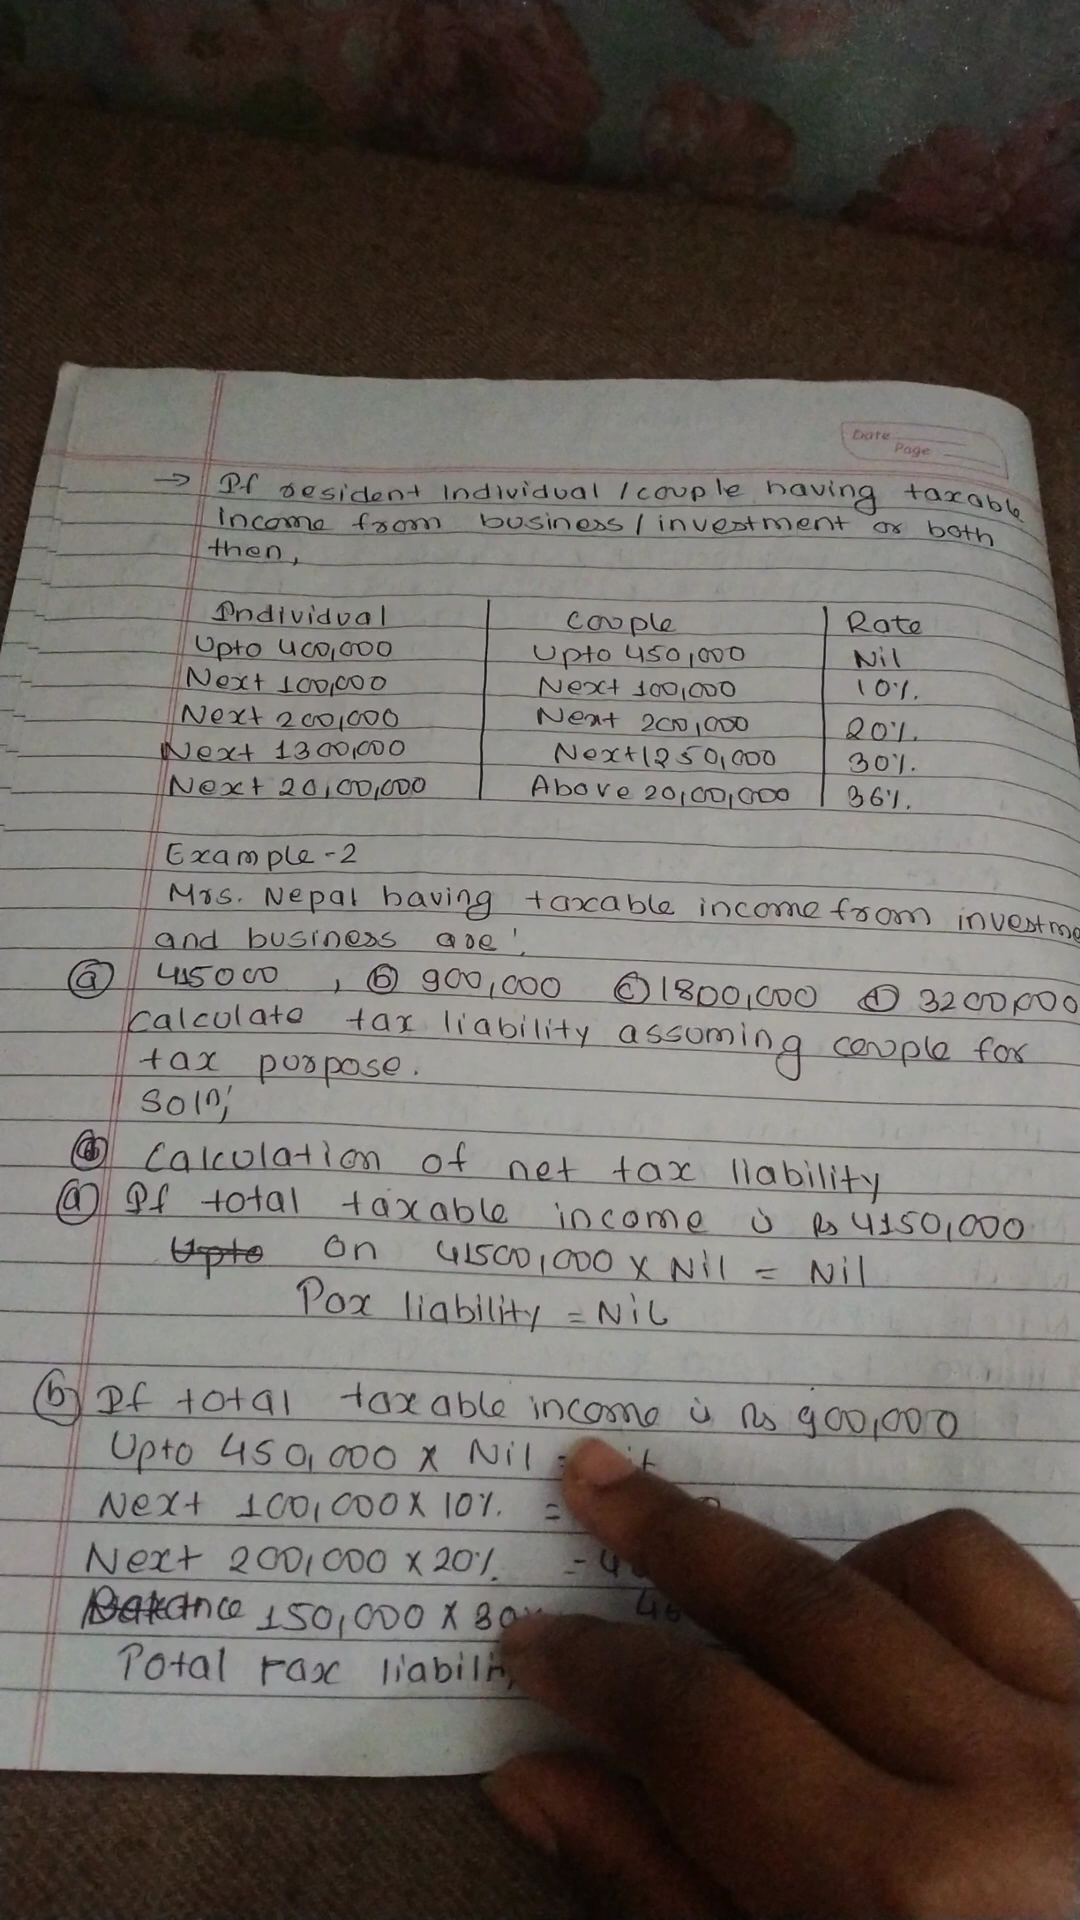 Date
Page
→ If resident Individual / couple having taxable
Income from business / investment or both
then,
Individual Couple Rate
Upto 400,000 Upto 450,000 Nil
Next 100,000 Next 100,000 10%.
Next 200,000 Next 200,000 20%.
Next 1300,000 Next 1250,000 30%.
Next 20,00,000 Above 20,00,000 36%.
Example-2
Mrs. Nepal having taxable income from investme
and business are:
(a) 415000 , (b) 900,000 (c) 1800,000 (d) 3200,000
calculate tax liability assuming couple for
tax purpose.
Soln;
Calculation of net tax liability
(a) If total taxable income is Rs 4150,000
Upto on 41500,000 x Nil = Nil
Tax liability = Nil
(b) If total taxable income is Rs 900,000
Upto 450,000 x Nil =
Next 100,000 x 10%. =
Next 200,000 x 20%. =
Balance 150,000 x 30%
Total Tax